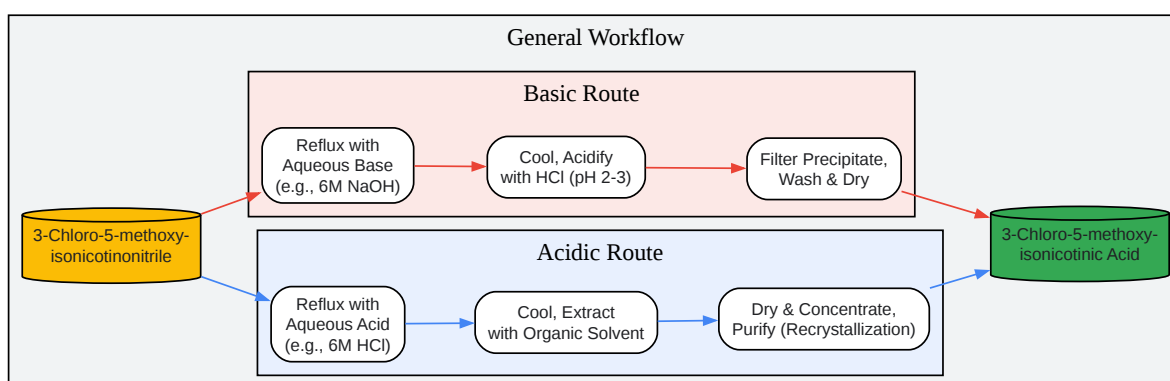 General Workflow
Basic Route
Reflux with
Aqueous Base
(e.g., 6M NaOH)
Cool, Acidify
with HCl (pH 2-3)
Filter Precipitate,
Wash & Dry
3-Chloro-5-methoxy-
isonicotinonitrile
3-Chloro-5-methoxy-
isonicotinic Acid
Acidic Route
Reflux with
Aqueous Acid
(e.g., 6M HCl)
Cool, Extract
with Organic Solvent
Dry & Concentrate,
Purify (Recrystallization)